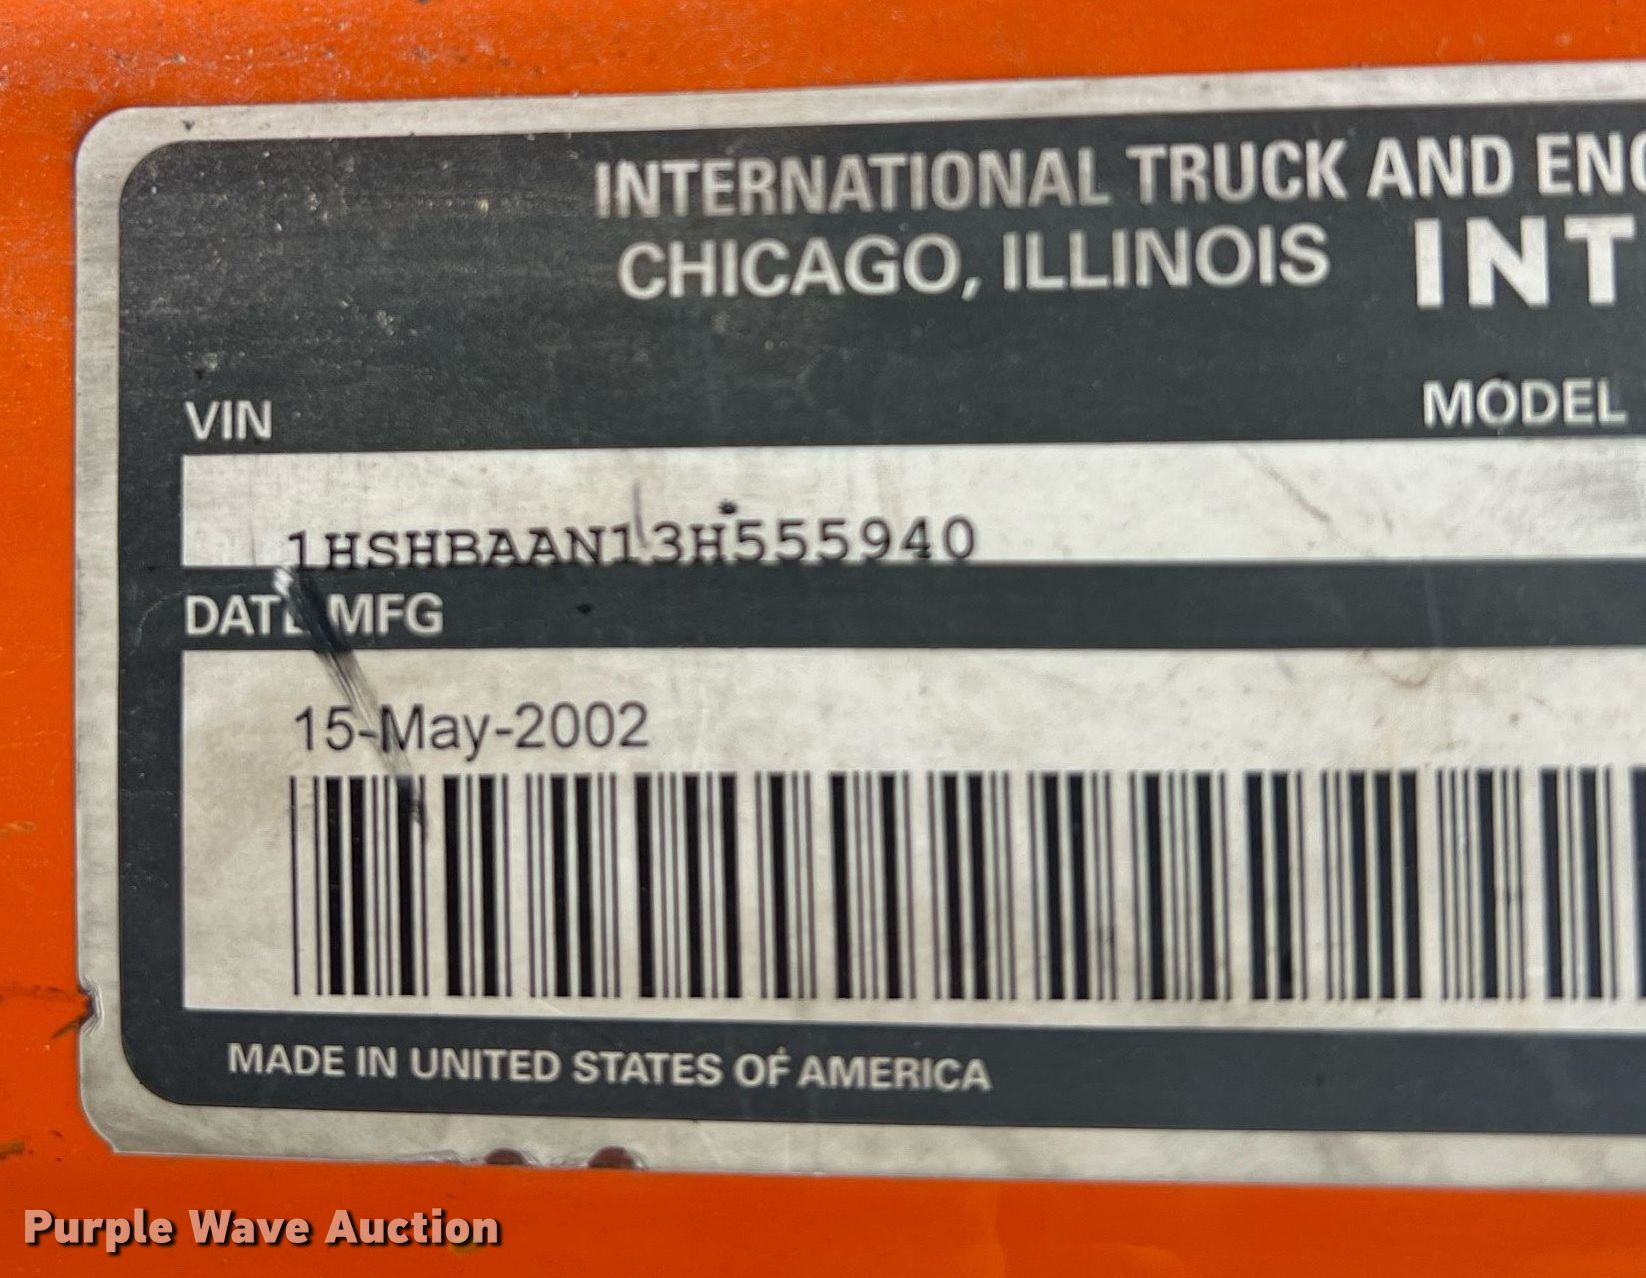 INTERNATIONAL TRUCK AND ENG
CHICAGO, ILLINOIS INT
VIN MODEL
1HSHBAAN13H555940
DATE MFG
15-May-2002
MADE IN UNITED STATES OF AMERICA
Purple Wave Auction